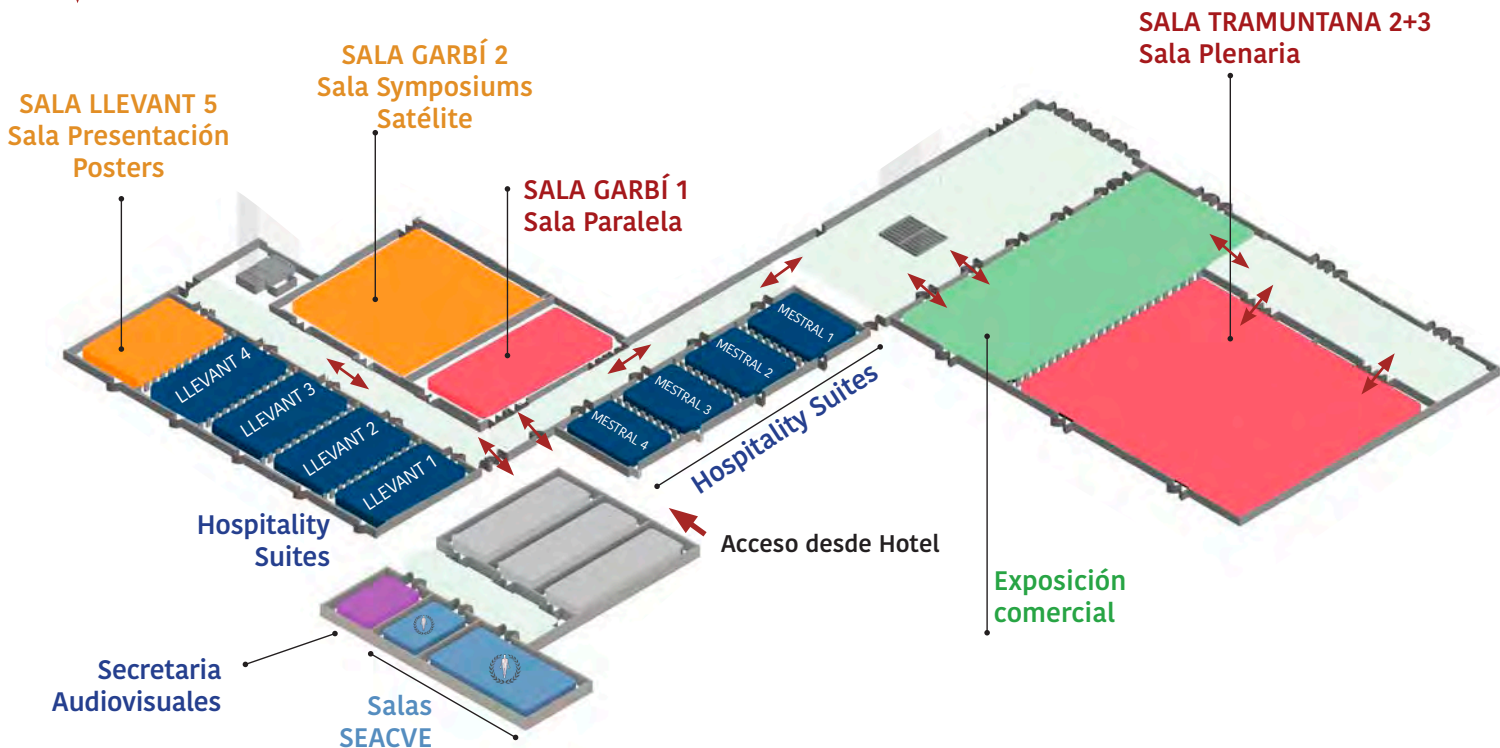 SALA TRAMUNTANA 2+3
Sala Plenaria
SALA GARBÍ 2
Sala Symposiums
Satélite
SALA LLEVANT 5
Sala Presentación
Posters
SALA GARBÍ 1
Sala Paralela
MESTRAL 1
MESTRAL 2
MESTRAL 3
MESTRAL 4
LLEVANT 4
LLEVANT 3
LLEVANT 2
LLEVANT 1
Hospitality Suites
Hospitality
Suites
Acceso desde Hotel
Exposición
comercial
Secretaria
Audiovisuales
Salas
SEACVE